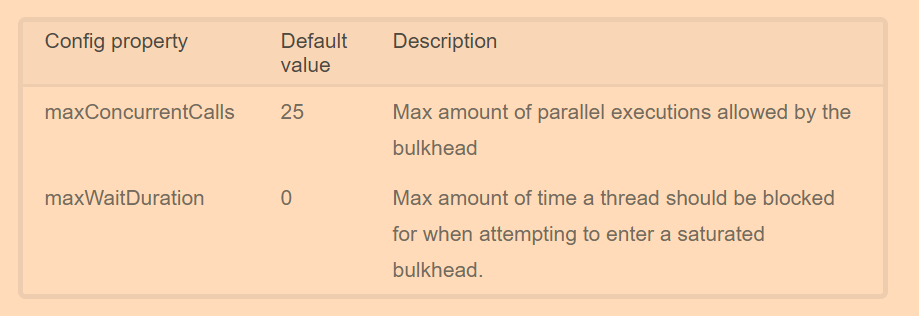 Config property Default value Description
maxConcurrentCalls 25 Max amount of parallel executions allowed by the
bulkhead
maxWaitDuration 0 Max amount of time a thread should be blocked
for when attempting to enter a saturated
bulkhead.